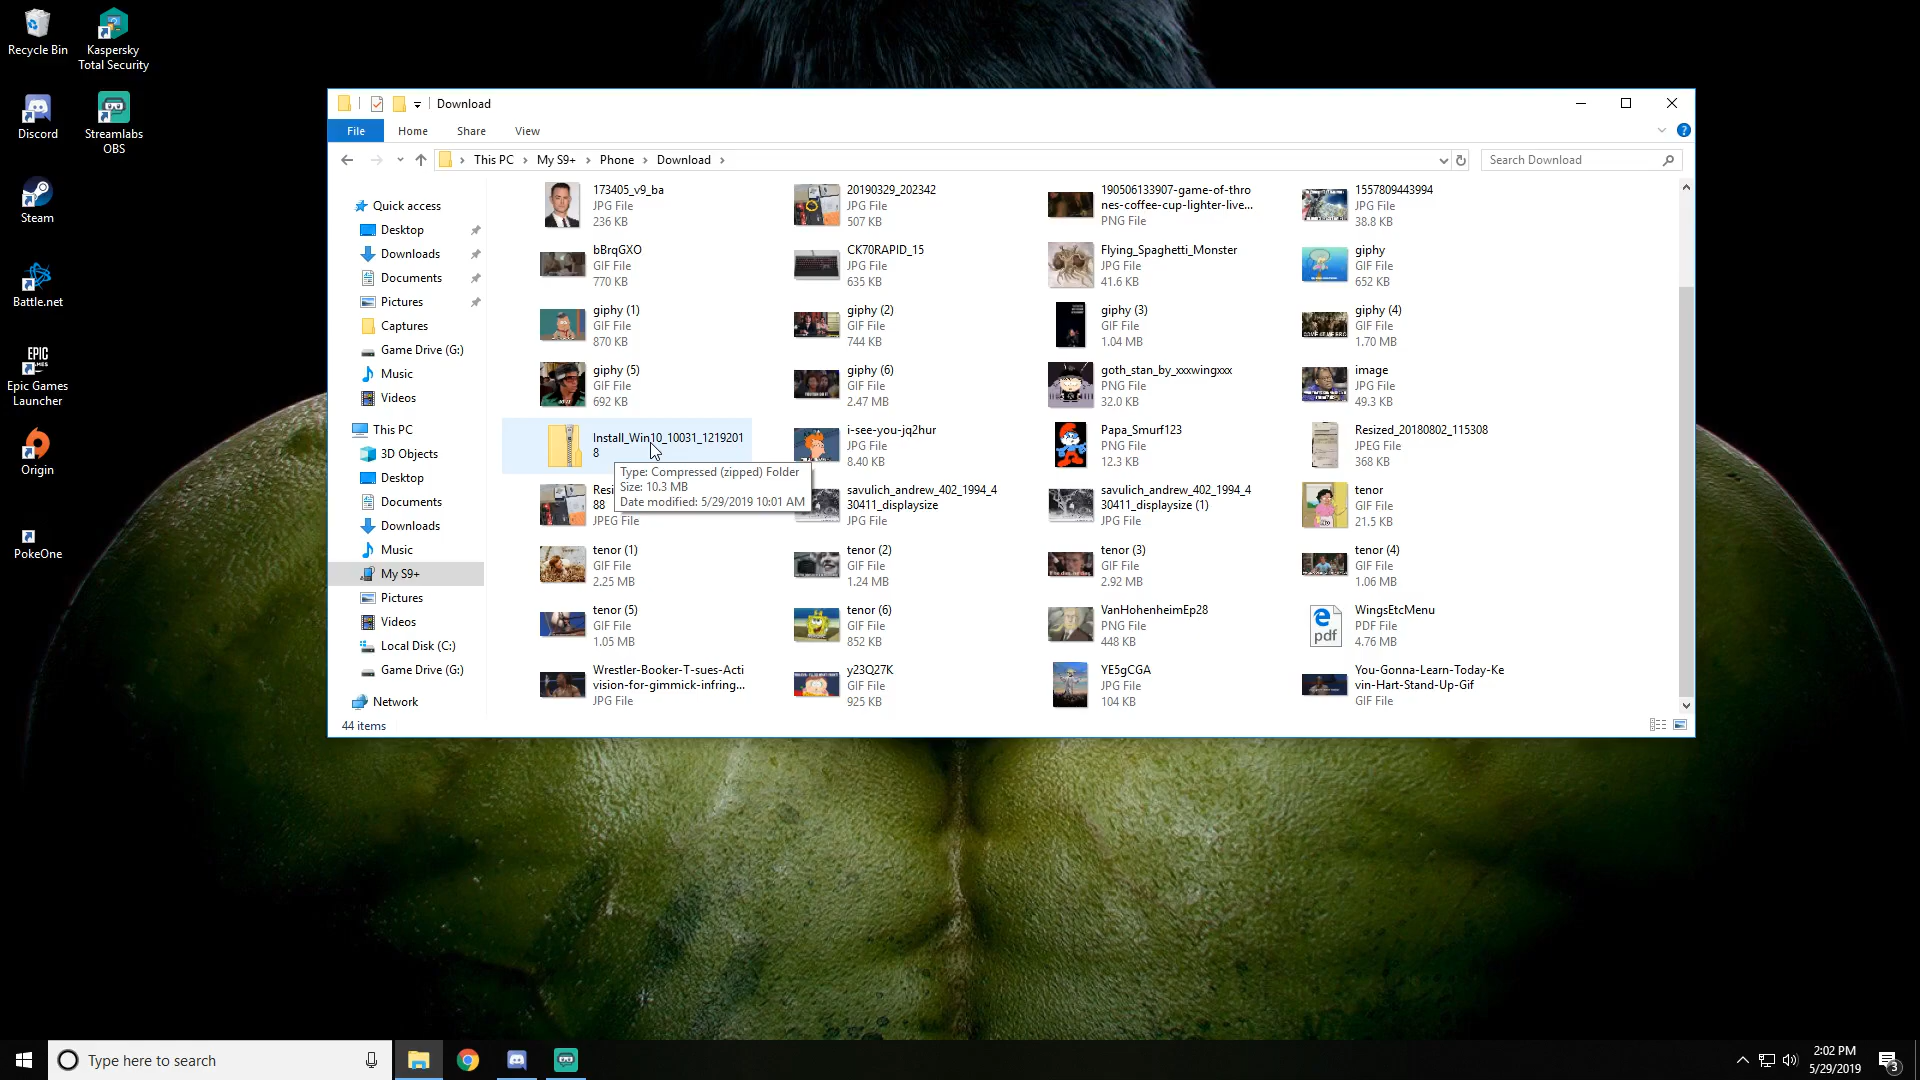 Recycle Bin
Kaspersky
Total Security
Discord
Streamlabs
OBS
Steam
Battle.net
EPIC
GAMES
Epic Games
Launcher
Origin
PokeOne
Download
File
Home
Share
View
This PC
My S9+
Phone
Download
Search Download
Quick access
Desktop
Downloads
Documents
Pictures
Captures
Game Drive (G:)
Music
Videos
This PC
3D Objects
Desktop
Documents
Downloads
Music
My S9+
Pictures
Videos
Local Disk (C:)
Game Drive (G:)
Network
173405_v9_ba
JPG File
236 KB
20190329_202342
JPG File
507 KB
190506133907-game-of-thro
nes-coffee-cup-lighter-live...
PNG File
1557809443994
JPG File
38.8 KB
bBrqGXO
GIF File
770 KB
CK70RAPID_15
JPG File
635 KB
Flying_Spaghetti_Monster
JPG File
41.6 KB
giphy
GIF File
652 KB
giphy (1)
GIF File
870 KB
giphy (2)
GIF File
744 KB
giphy (3)
GIF File
1.04 MB
giphy (4)
GIF File
1.70 MB
giphy (5)
GIF File
692 KB
giphy (6)
GIF File
2.47 MB
goth_stan_by_xxxwingxxx
PNG File
32.0 KB
image
JPG File
49.3 KB
Install_Win10_10031_1219201
8
i-see-you-jq2hur
JPG File
8.40 KB
Papa_Smurf123
PNG File
12.3 KB
Resized_20180802_115308
JPEG File
368 KB
Type: Compressed (zipped) Folder
Size: 10.3 MB
Date modified: 5/29/2019 10:01 AM
Resi
88
JPEG File
savulich_andrew_402_1994_4
30411_displaysize
JPG File
savulich_andrew_402_1994_4
30411_displaysize (1)
JPG File
tenor
GIF File
21.5 KB
tenor (1)
GIF File
2.25 MB
tenor (2)
GIF File
1.24 MB
tenor (3)
GIF File
2.92 MB
tenor (4)
GIF File
1.06 MB
tenor (5)
GIF File
1.05 MB
tenor (6)
GIF File
852 KB
VanHohenheimEp28
PNG File
448 KB
pdf
WingsEtcMenu
PDF File
4.76 MB
Wrestler-Booker-T-sues-Acti
vision-for-gimmick-infring...
JPG File
y23Q27K
GIF File
925 KB
YE5gCGA
JPG File
104 KB
You-Gonna-Learn-Today-Ke
vin-Hart-Stand-Up-Gif
GIF File
44 items
Type here to search
2:02 PM
5/29/2019
3